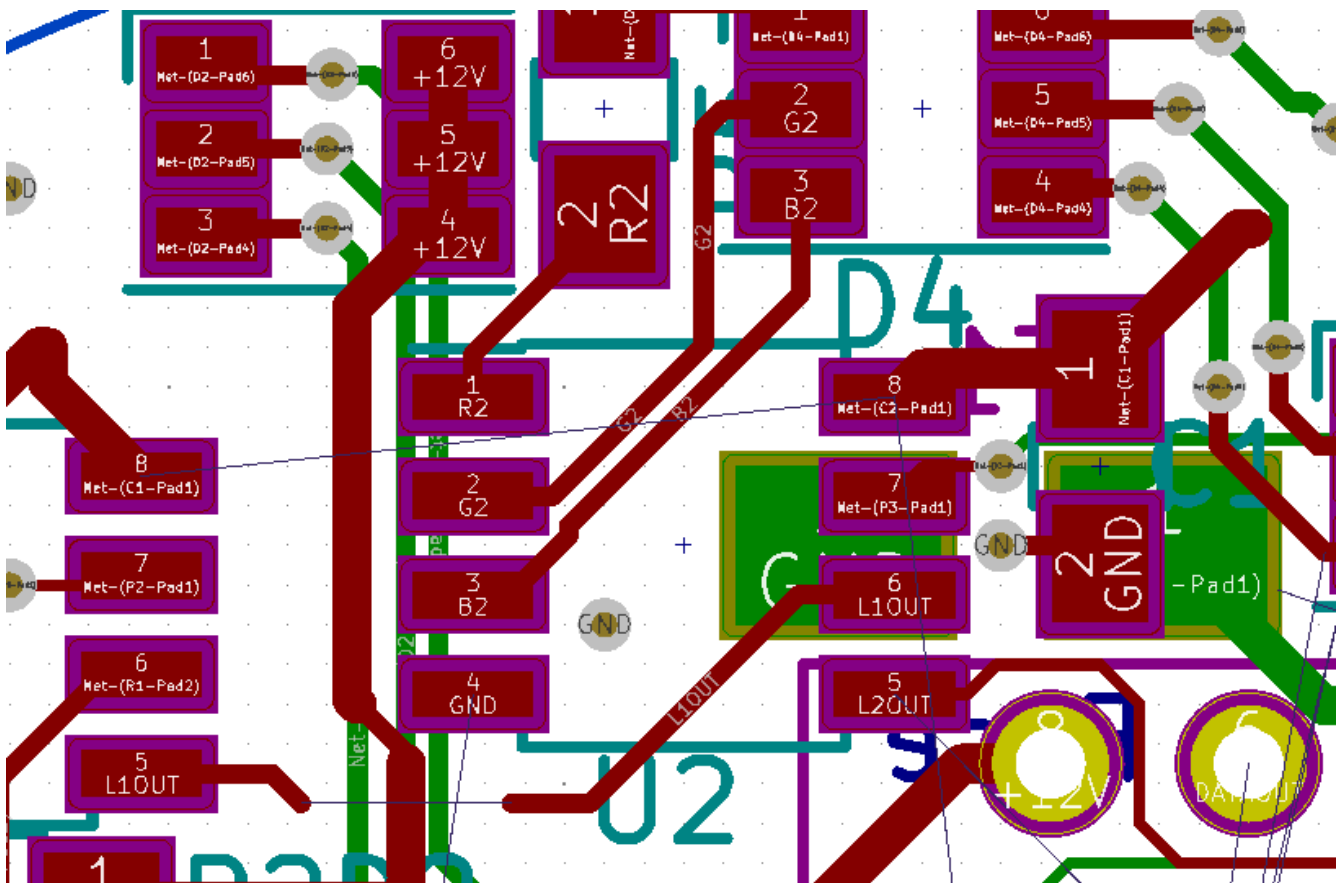 1
Net-(D2-Pad6)
2
Net-(D2-Pad5)
3
Net-(D2-Pad4)
6
+12V
5
+12V
4
+12V
2
R2
1
Net-(D4-Pad1)
2
G2
3
B2
6
Net-(D4-Pad6)
5
Net-(D4-Pad5)
4
Net-(D4-Pad4)
G2
D4
1
R2
2
G2
3
B2
4
GND
G2
B2
8
Net-(C2-Pad1)
7
Net-(P3-Pad1)
6
L1OUT
5
L2OUT
1
Net-(C1-Pad1)
2
GND
GND
GND
-Pad1)
C1
8
Net-(C1-Pad1)
7
Net-(P2-Pad1)
6
Net-(R1-Pad2)
5
L1OUT
L1OUT
Net-
U2
+12V
1